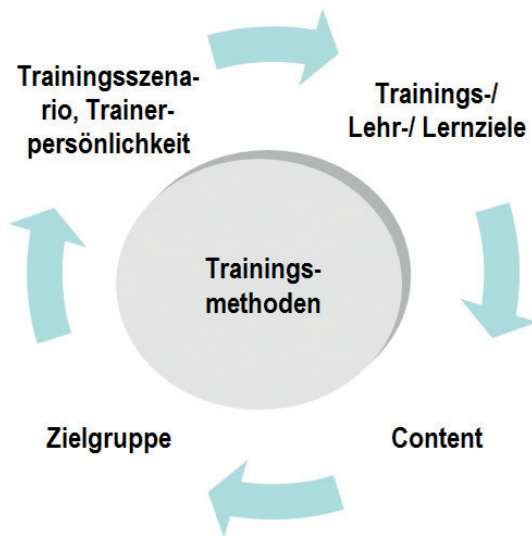 Trainingsszena-
rio, Trainer-
persönlichkeit
Trainings-/
Lehr-/ Lernziele
Trainings-
methoden
Zielgruppe
Content